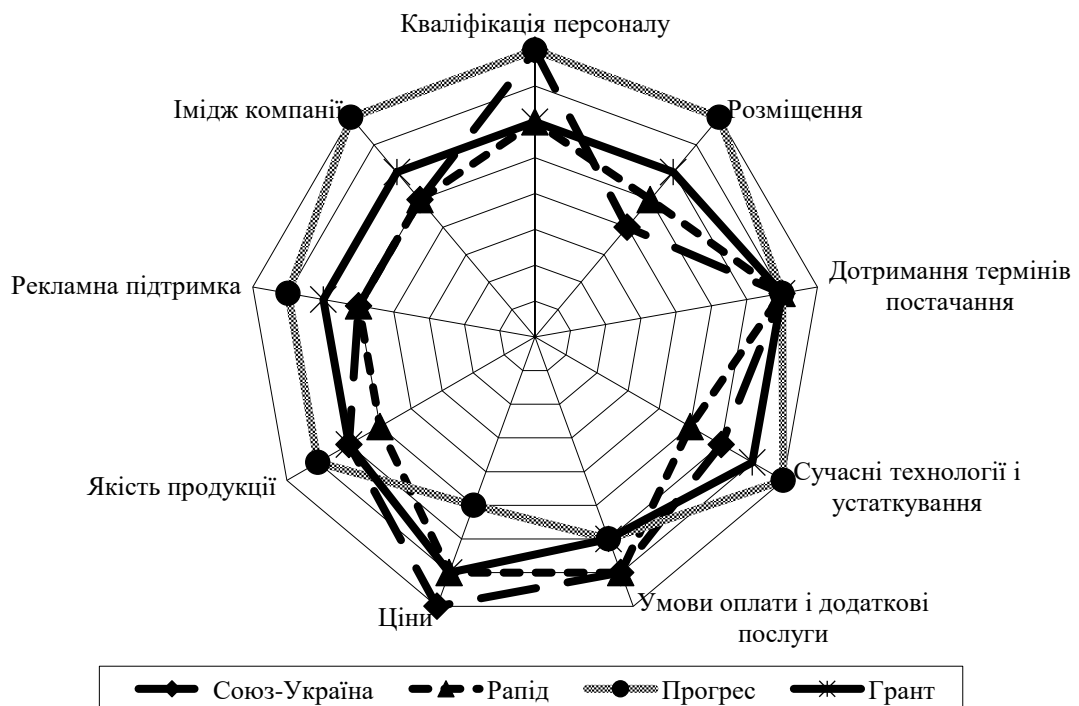 Кваліфікація персоналу
Імідж компанії
Розміщення
Рекламна підтримка
Дотримання термінів
постачання
Якість продукції
Сучасні технології і
устаткування
Ціни
Умови оплати і додаткові
послуги
Союз-Україна
Рапід
Прогрес
Грант